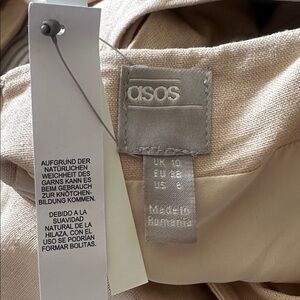 asos
UK 10
EU 38
US 6
Made in
Romania
AUFGRUND DER
NATÜRLICHEN
WEICHHEIT DES
GARNS KANN ES
BEIM GEBRAUCH
ZUR KNÖTCHEN-
BILDUNG KOMMEN.
DEBIDO A LA
SUAVIDAD
NATURAL DE LA
HILAZA, CON EL
USO SE PODRÍAN
FORMAR BOLITAS.